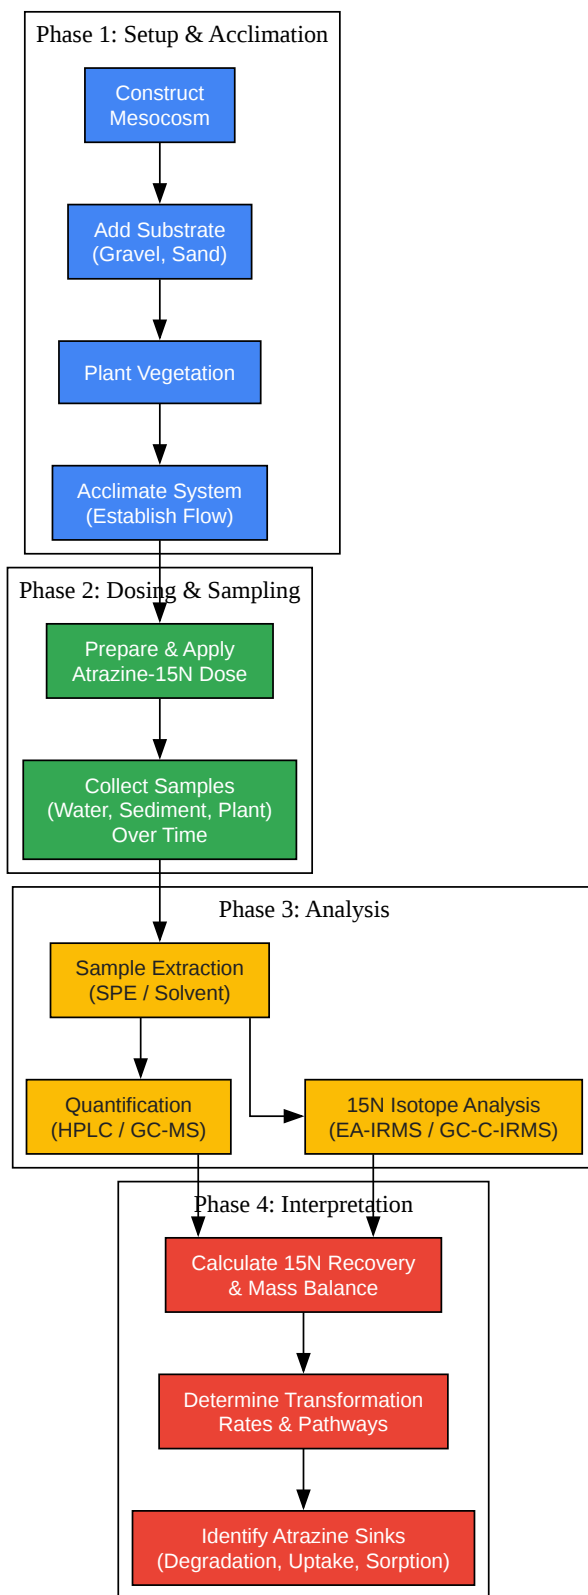 Phase 1: Setup & Acclimation
Construct
Mesocosm
Add Substrate
(Gravel, Sand)
Plant Vegetation
Acclimate System
(Establish Flow)
Phase 2: Dosing & Sampling
Prepare & Apply
Atrazine-15N Dose
Collect Samples
(Water, Sediment, Plant)
Over Time
Phase 3: Analysis
Sample Extraction
(SPE / Solvent)
Quantification
(HPLC / GC-MS)
15N Isotope Analysis
(EA-IRMS / GC-C-IRMS)
Phase 4: Interpretation
Calculate 15N Recovery
& Mass Balance
Determine Transformation
Rates & Pathways
Identify Atrazine Sinks
(Degradation, Uptake, Sorption)